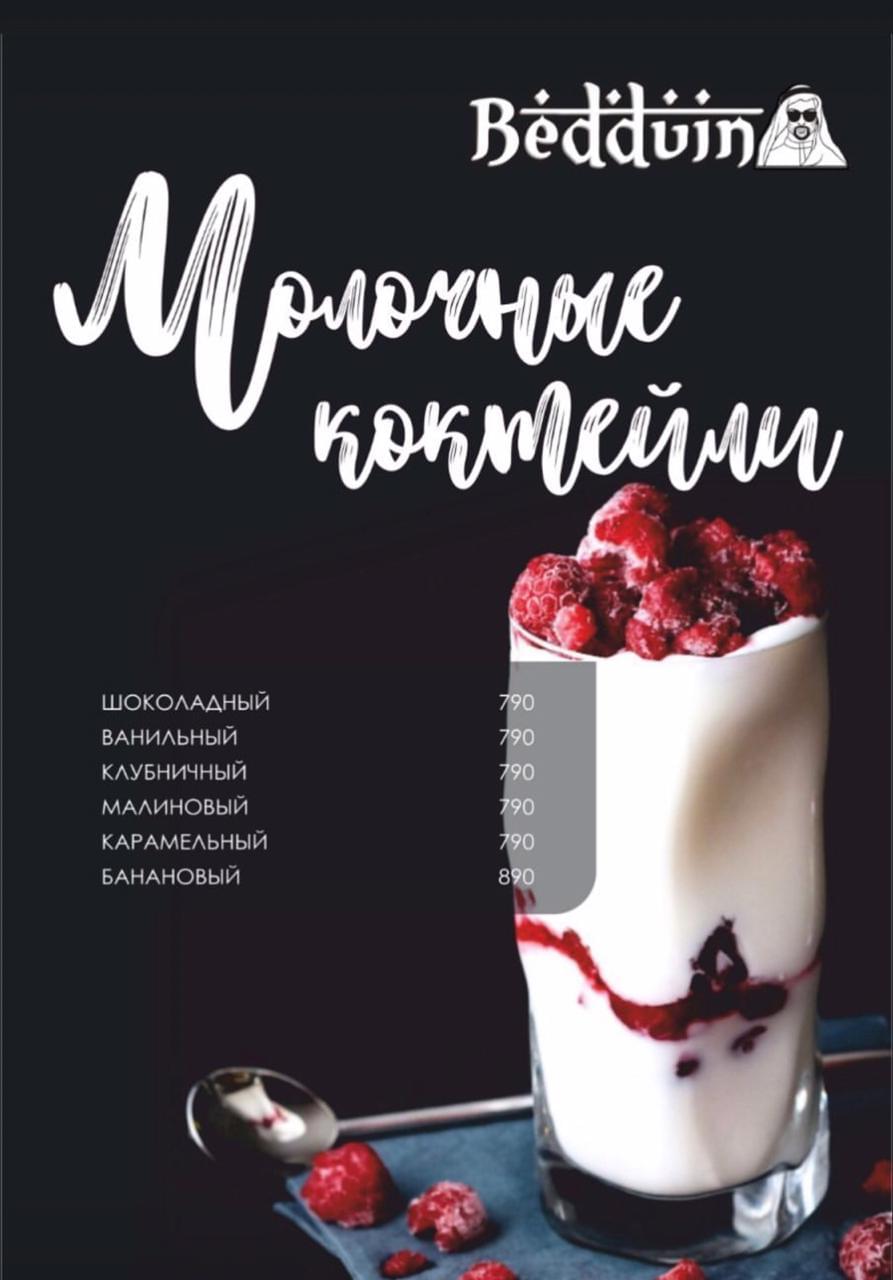 Bedduin
Молочные
коктейли
ШОКОЛАДНЫЙ 790
ВАНИЛЬНЫЙ 790
КЛУБНИЧНЫЙ 790
МАЛИНОВЫЙ 790
КАРАМЕЛЬНЫЙ 790
БАНАНОВЫЙ 890